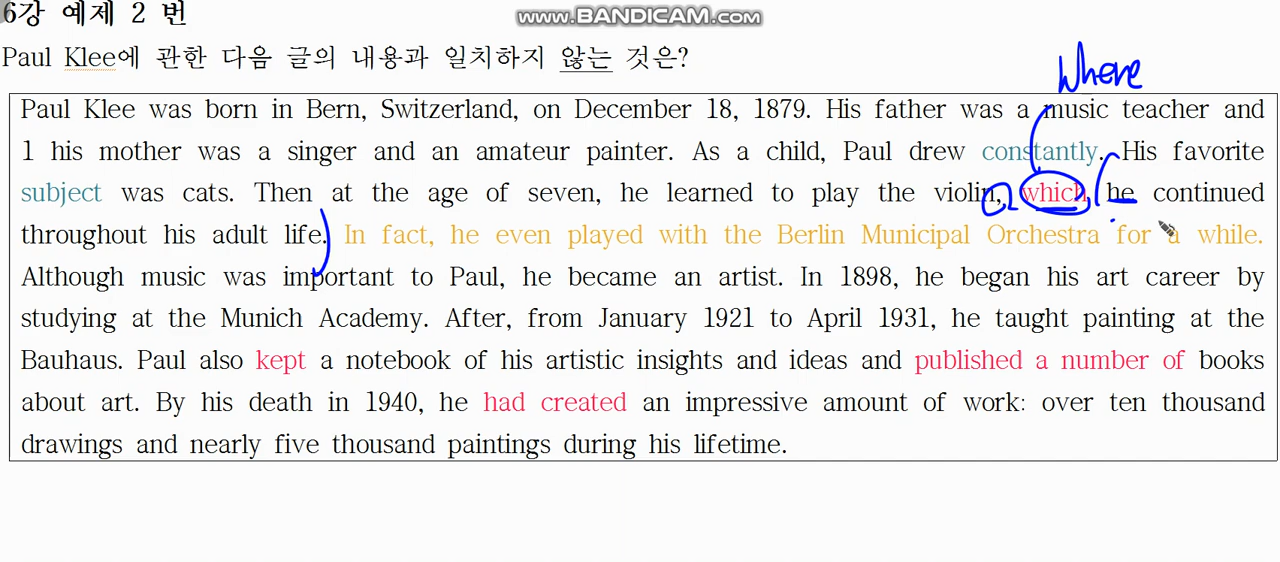 6강 예제 2 번
www.BANDICAM.com
Paul Klee에 관한 다음 글의 내용과 일치하지 않는 것은?
Where
Paul Klee was born in Bern, Switzerland, on December 18, 1879. His father was a music teacher and
1 his mother was a singer and an amateur painter. As a child, Paul drew constantly. His favorite
subject was cats. Then at the age of seven, he learned to play the violin, which he continued
throughout his adult life. In fact, he even played with the Berlin Municipal Orchestra for a while.
Although music was important to Paul, he became an artist. In 1898, he began his art career by
studying at the Munich Academy. After, from January 1921 to April 1931, he taught painting at the
Bauhaus. Paul also kept a notebook of his artistic insights and ideas and published a number of books
about art. By his death in 1940, he had created an impressive amount of work: over ten thousand
drawings and nearly five thousand paintings during his lifetime.